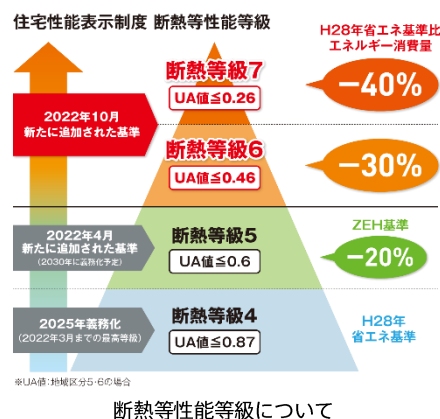 住宅性能表示制度 断熱等性能等級
H28年省エネ基準比
エネルギー消費量
断熱等級7
UA値≦0.26
−40%
2022年10月
新たに追加された基準
断熱等級6
UA値≦0.46
−30%
2022年4月
新たに追加された基準
(2030年に義務化予定)
断熱等級5
UA値≦0.6
ZEH基準
−20%
2025年義務化
(2022年3月までの最高等級)
断熱等級4
UA値≦0.87
H28年
省エネ基準
※UA値:地域区分5・6の場合
断熱等性能等級について